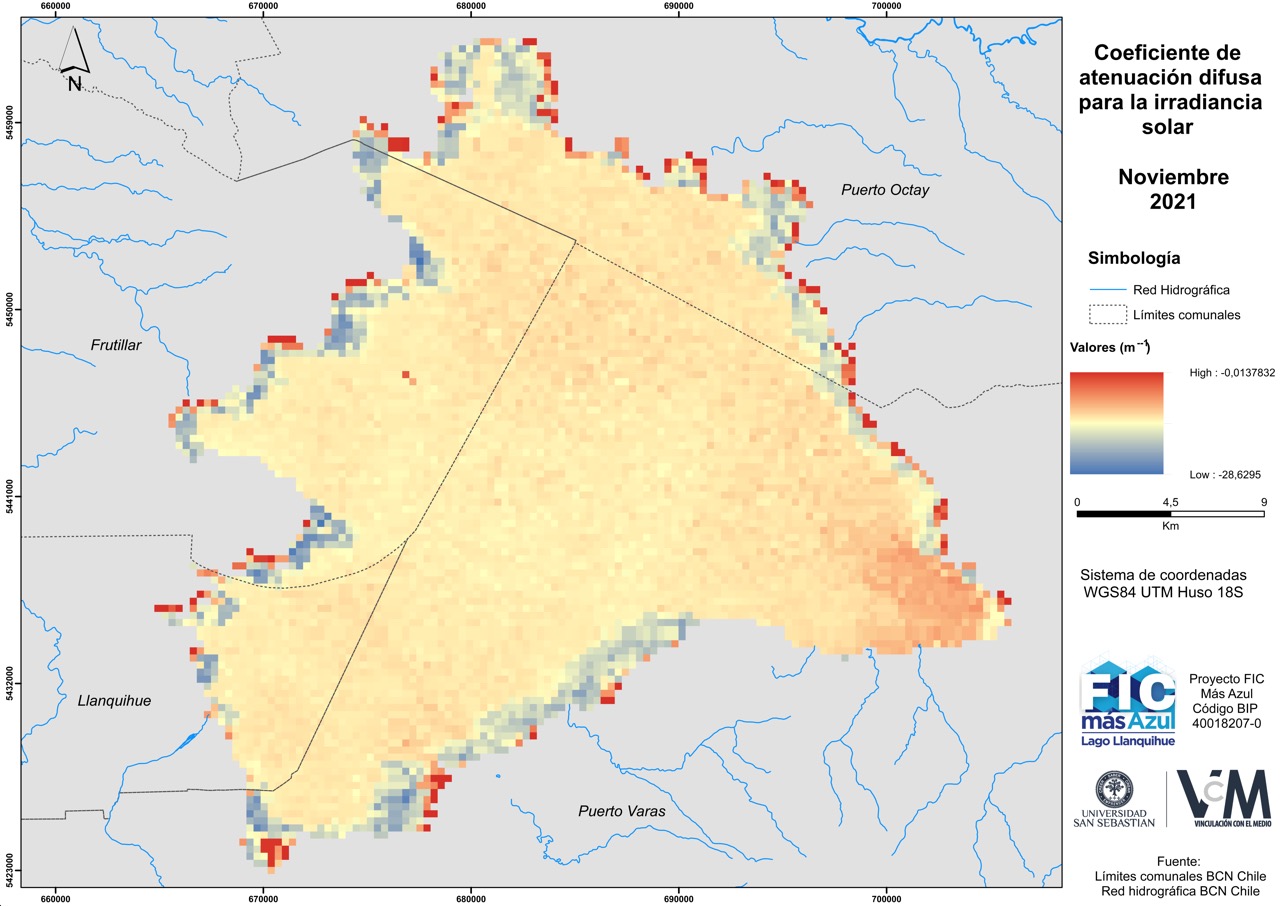 660000
670000
680000
690000
700000
N
5459000
5450000
5441000
5432000
5423000
Puerto Octay
Frutillar
Llanquihue
Puerto Varas
660000
670000
680000
690000
700000
Coeficiente de
atenuación difusa
para la irradiancia
solar
Noviembre
2021
Simbología
Red Hidrográfica
Límites comunales
Valores (m⁻¹)
High : -0,0137832
Low : -28,6295
0 4,5 9
Km
Sistema de coordenadas
WGS84 UTM Huso 18S
FIC
más Azul
Lago Llanquihue
Proyecto FIC
Más Azul
Código BIP
40018207-0
UNIVERSIDAD
SAN SEBASTIAN
VcM
VINCULACIÓN CON EL MEDIO
Fuente:
Límites comunales BCN Chile
Red hidrográfica BCN Chile